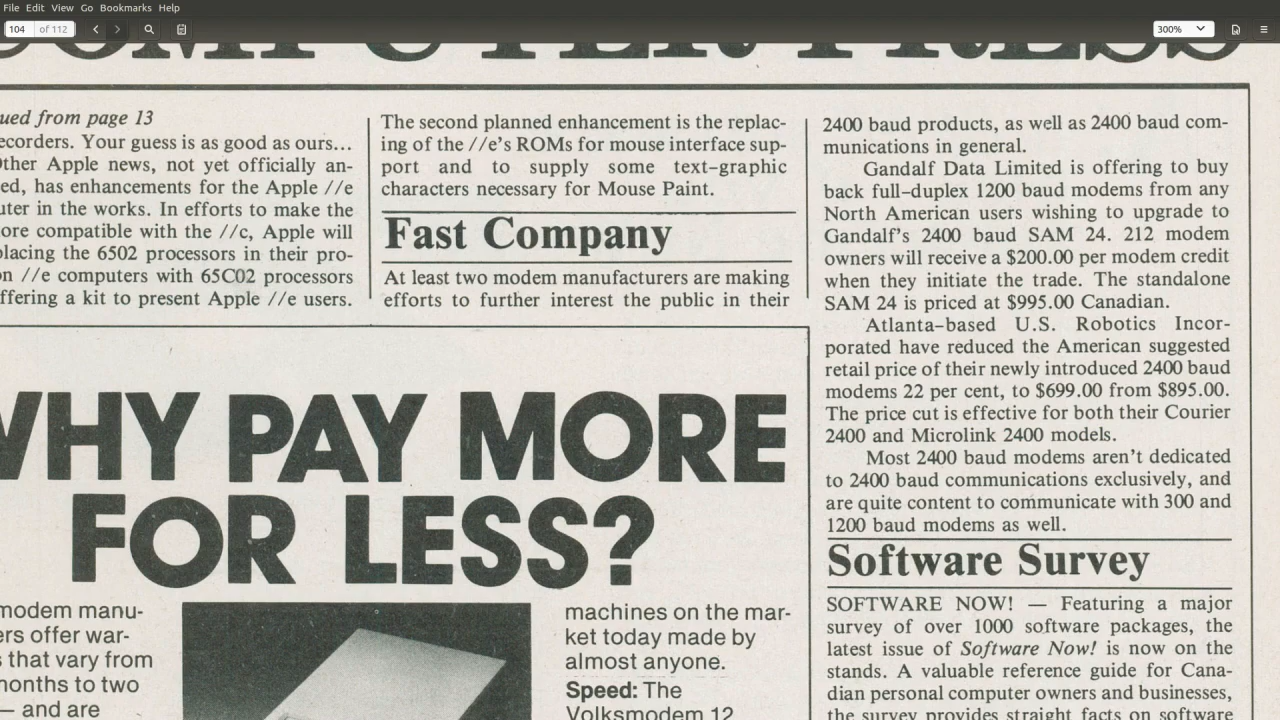 File Edit View Go Bookmarks Help
104 of 112
300%
ued from page 13
ecorders. Your guess is as good as ours...
Other Apple news, not yet officially an-
ed, has enhancements for the Apple //e
uter in the works. In efforts to make the
ore compatible with the //c, Apple will
placing the 6502 processors in their pro-
on //e computers with 65C02 processors
ffering a kit to present Apple //e users.
The second planned enhancement is the replac-
ing of the //e's ROMs for mouse interface sup-
port and to supply some text-graphic
characters necessary for Mouse Paint.
Fast Company
At least two modem manufacturers are making
efforts to further interest the public in their
2400 baud products, as well as 2400 baud com-
munications in general.
Gandalf Data Limited is offering to buy
back full-duplex 1200 baud modems from any
North American users wishing to upgrade to
Gandalf's 2400 baud SAM 24. 212 modem
owners will receive a $200.00 per modem credit
when they initiate the trade. The standalone
SAM 24 is priced at $995.00 Canadian.
Atlanta-based U.S. Robotics Incor-
porated have reduced the American suggested
retail price of their newly introduced 2400 baud
modems 22 per cent, to $699.00 from $895.00.
The price cut is effective for both their Courier
2400 and Microlink 2400 models.
Most 2400 baud modems aren't dedicated
to 2400 baud communications exclusively, and
are quite content to communicate with 300 and
1200 baud modems as well.
Software Survey
SOFTWARE NOW! — Featuring a major
survey of over 1000 software packages, the
latest issue of Software Now! is now on the
stands. A valuable reference guide for Cana-
dian personal computer owners and businesses,
the survey provides straight facts on software
WHY PAY MORE
FOR LESS?
modem manu-
ers offer war-
s that vary from
months to two
— and are
machines on the mar-
ket today made by
almost anyone.
Speed: The
Volksmodem 12